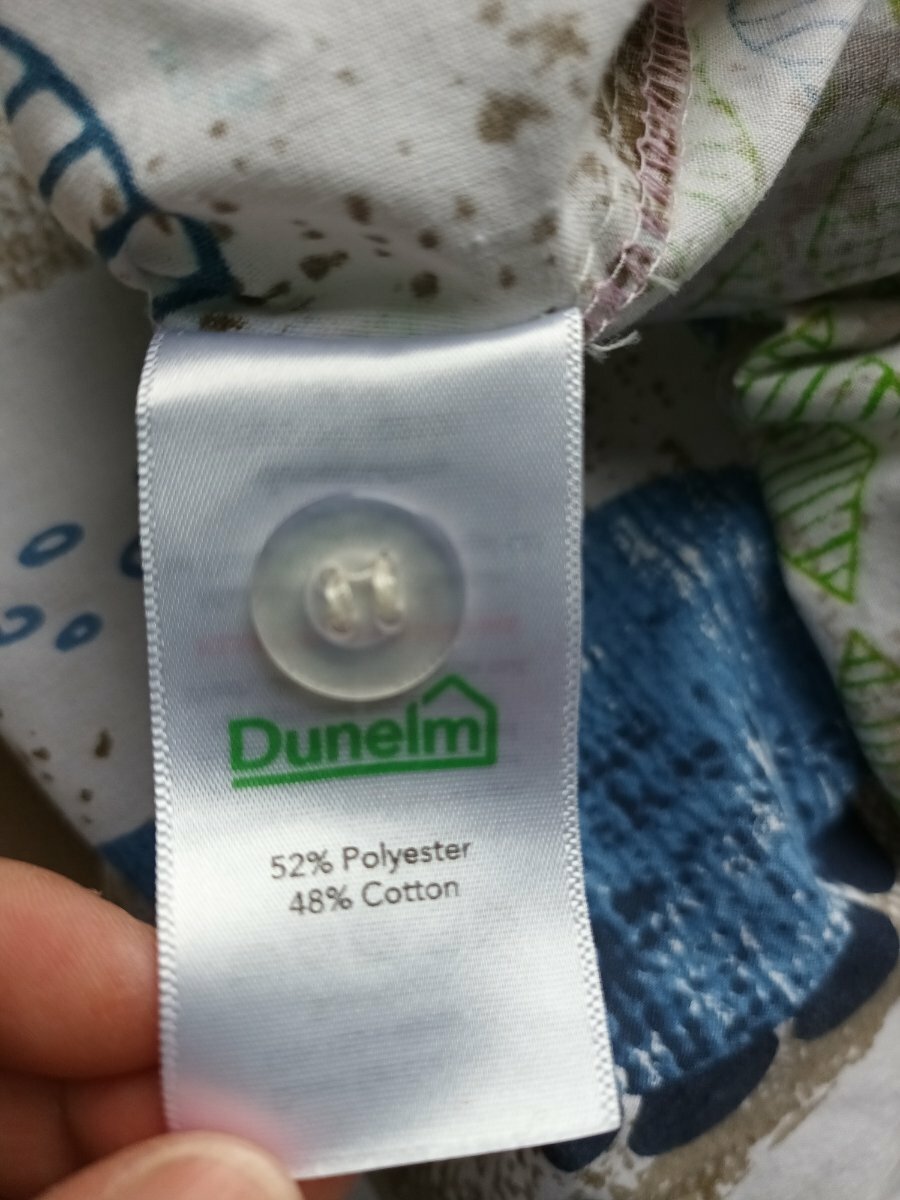 Dunelm
52% Polyester
48% Cotton